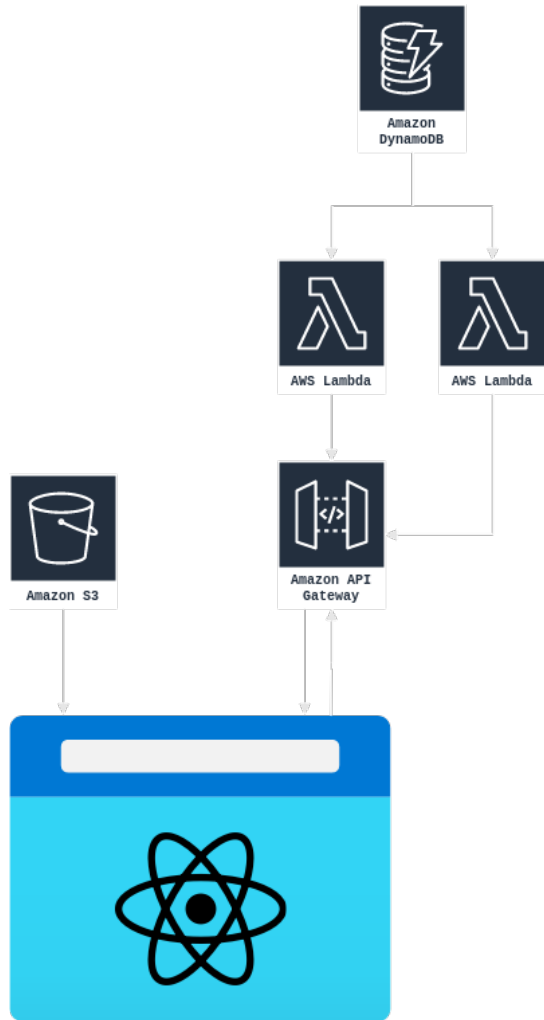 Amazon
DynamoDB
AWS Lambda
AWS Lambda
</>
Amazon S3
Amazon API
Gateway